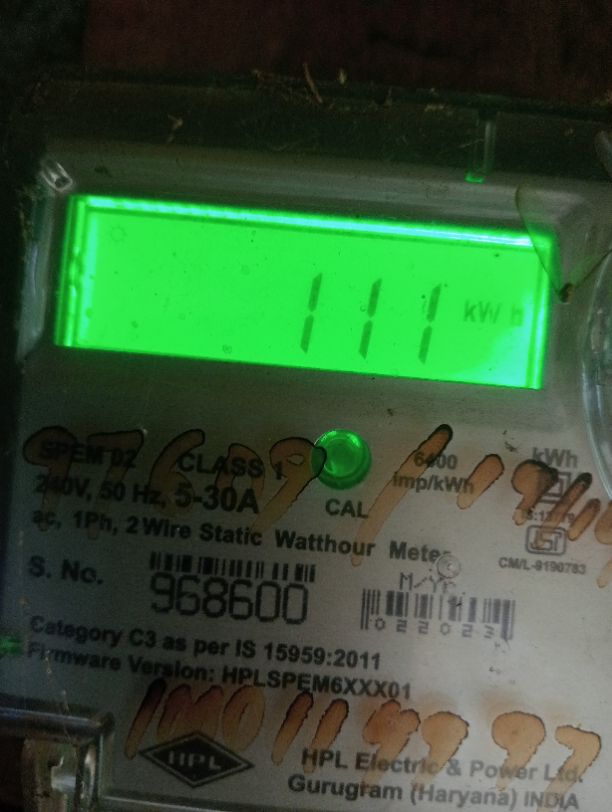 111 kWh
SPEM 02 CLASS 1
6400 imp/kWh
kWh
240V, 50 Hz, 5-30A
CAL
ac, 1Ph, 2 Wire Static Watthour Meter
CM/L-9190783
S. No. 968600
M/Yr
022023
Category C3 as per IS 15959:2011
Firmware Version: HPLSPEM6XXX01
HPL
HPL Electric & Power Ltd.
Gurugram (Haryana) INDIA